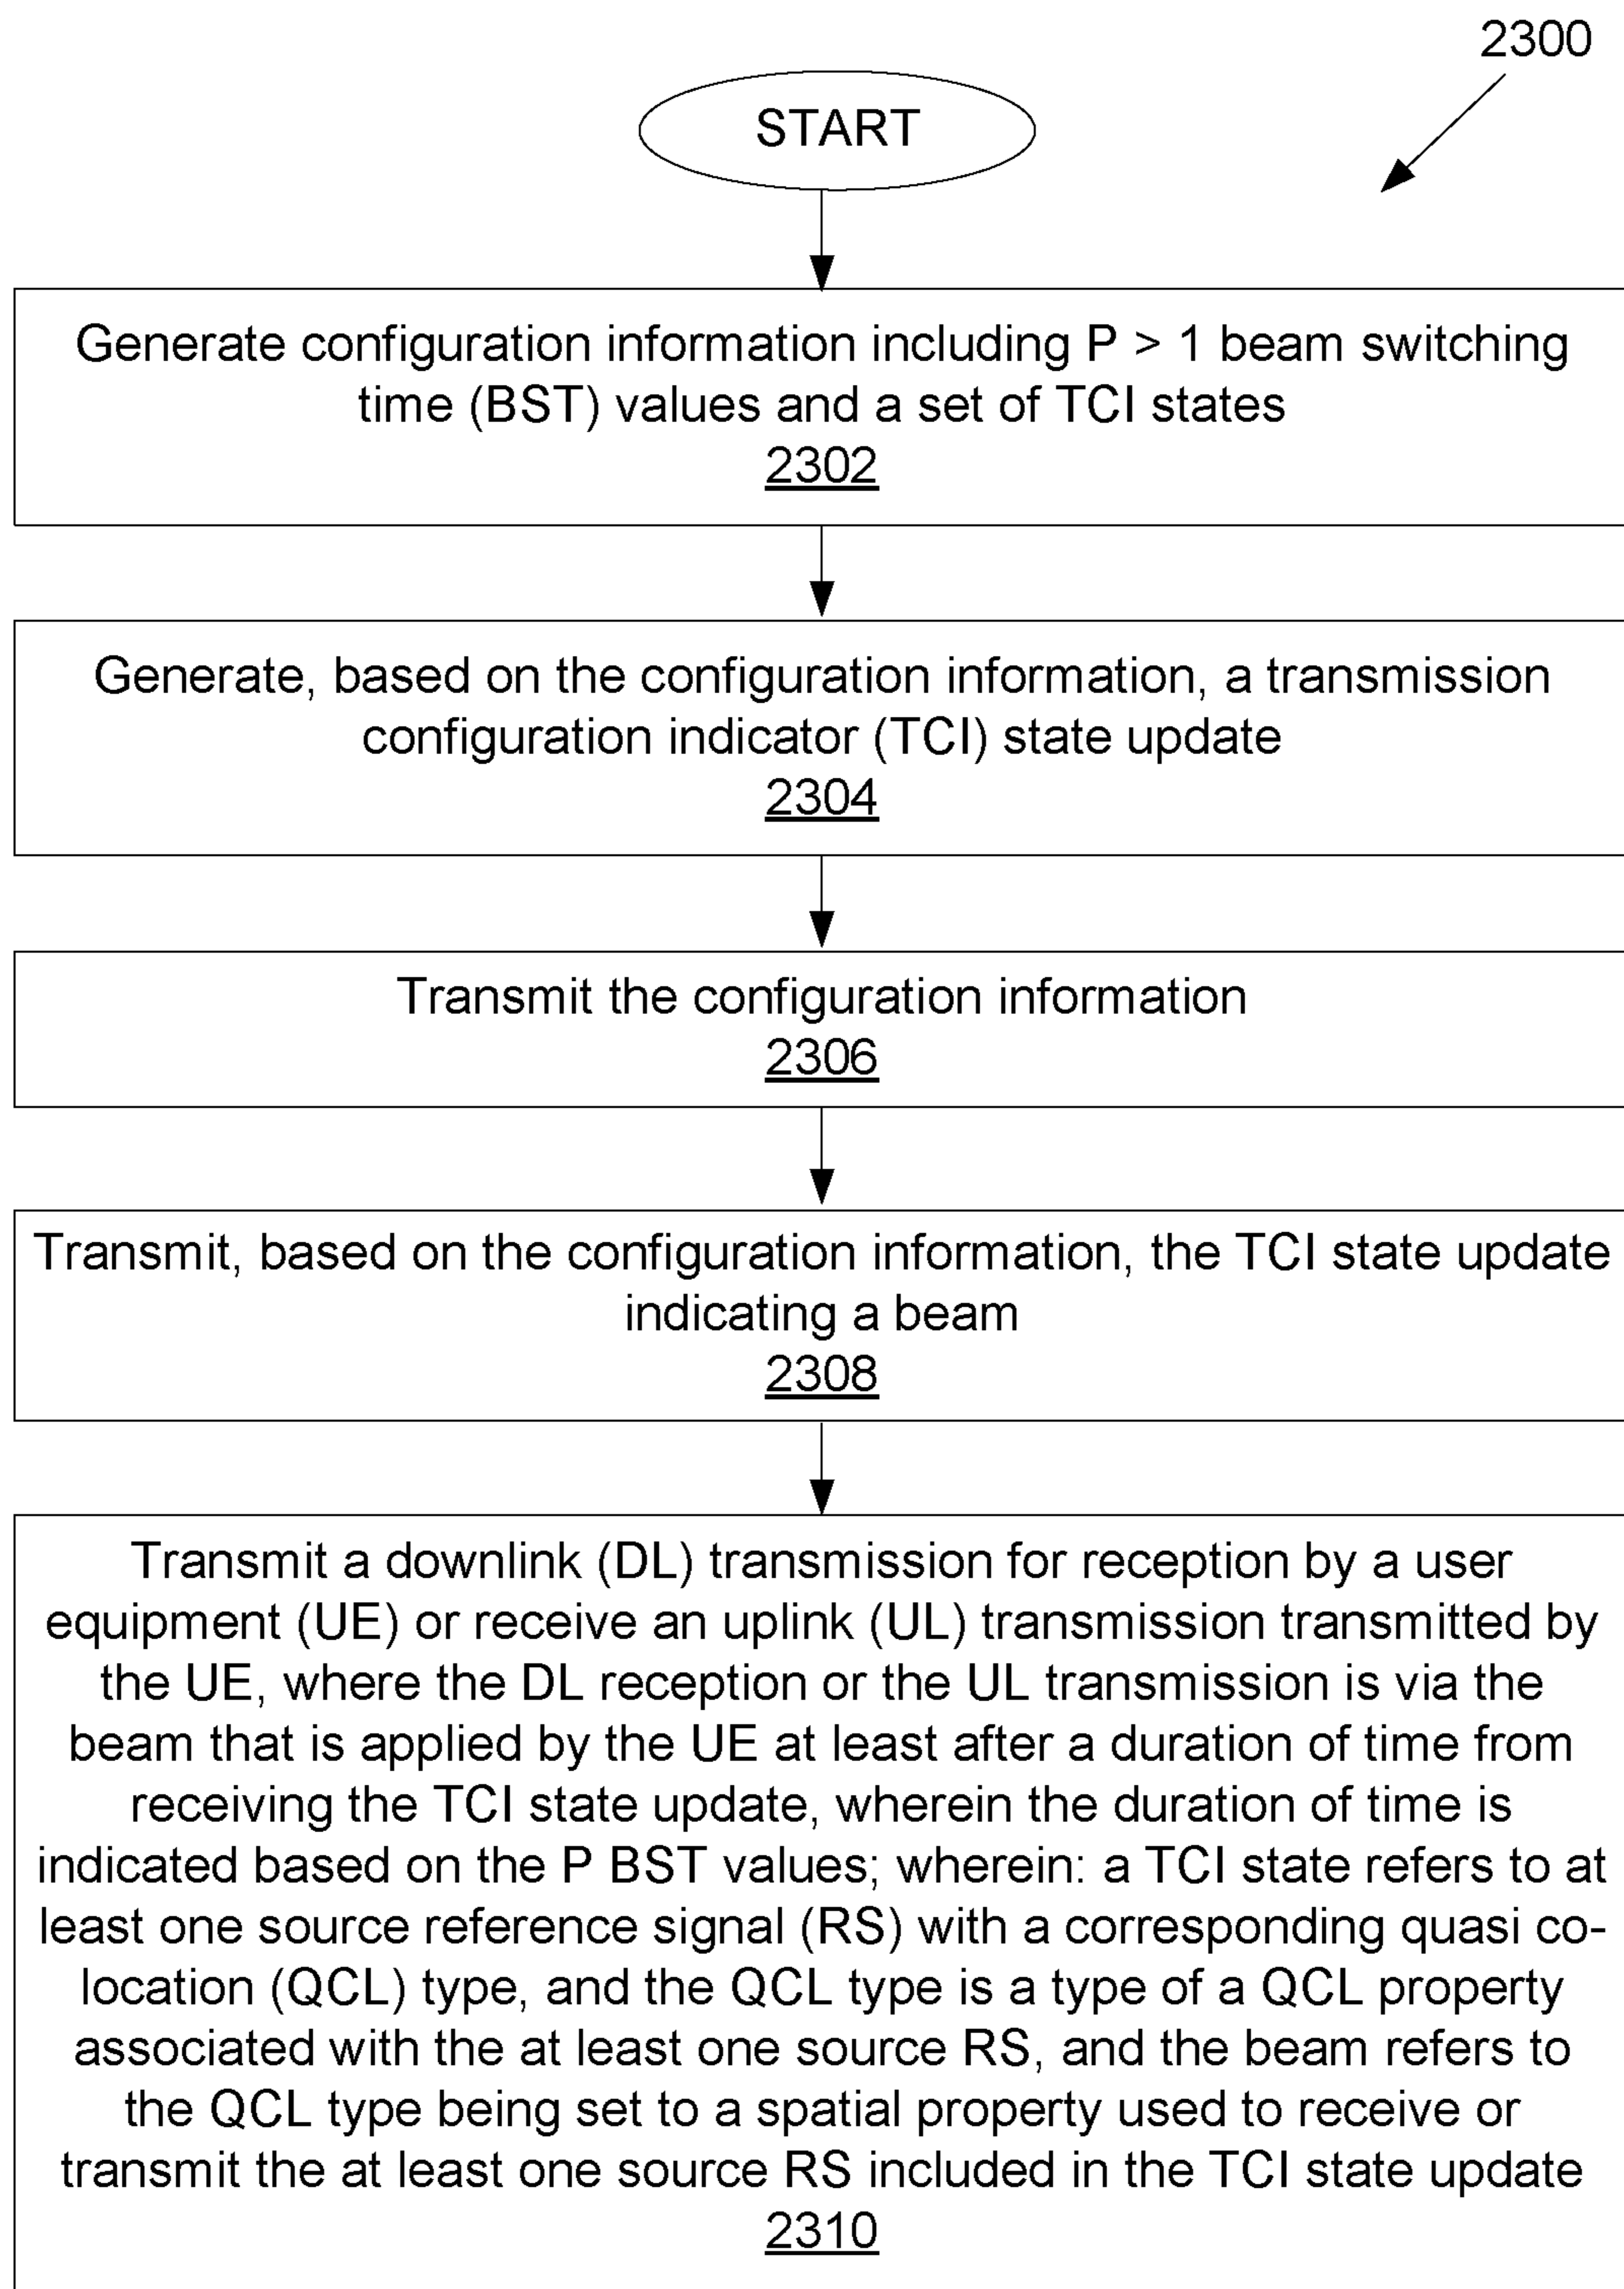 2300
START
Generate configuration information including P > 1 beam switching
time (BST) values and a set of TCI states
2302
Generate, based on the configuration information, a transmission
configuration indicator (TCI) state update
2304
Transmit the configuration information
2306
Transmit, based on the configuration information, the TCI state update
indicating a beam
2308
Transmit a downlink (DL) transmission for reception by a user
equipment (UE) or receive an uplink (UL) transmission transmitted by
the UE, where the DL reception or the UL transmission is via the
beam that is applied by the UE at least after a duration of time from
receiving the TCI state update, wherein the duration of time is
indicated based on the P BST values; wherein: a TCI state refers to at
least one source reference signal (RS) with a corresponding quasi co-
location (QCL) type, and the QCL type is a type of a QCL property
associated with the at least one source RS, and the beam refers to
the QCL type being set to a spatial property used to receive or
transmit the at least one source RS included in the TCI state update
2310